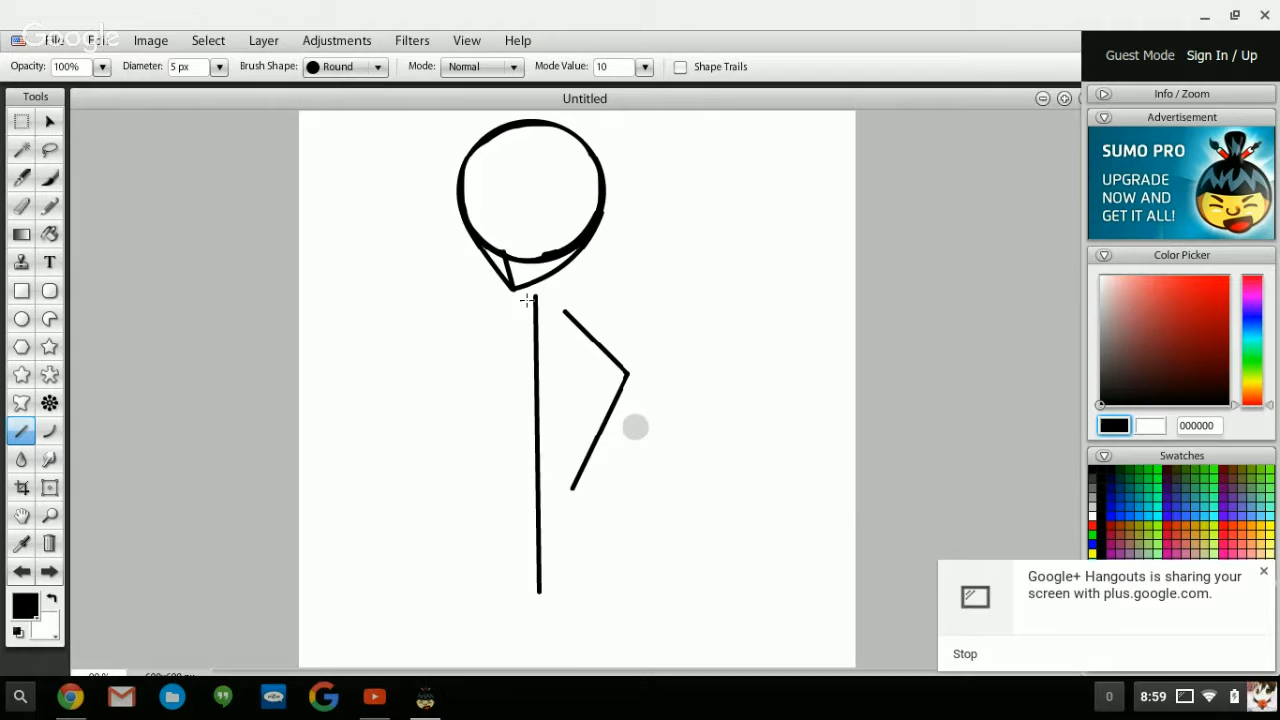 Google
File Edit Image Select Layer Adjustments Filters View Help
Guest Mode Sign In / Up
Opacity: 100% Diameter: 5 px Brush Shape: Round Mode: Normal Mode Value: 10 Shape Trails
Tools
Untitled
Info / Zoom
Advertisement
SUMO PRO
UPGRADE
NOW AND
GET IT ALL!
Color Picker
000000
Swatches
Google+ Hangouts is sharing your
screen with plus.google.com.
Stop
0 8:59